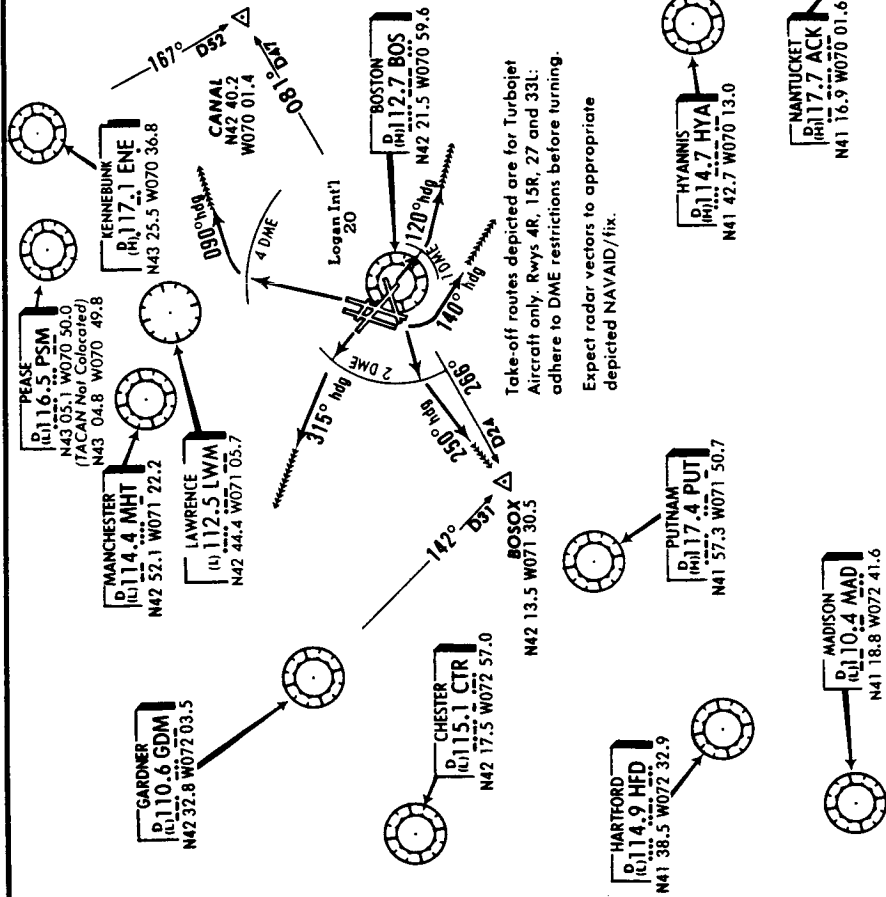 KENNEBUNK
D
(H) 117.1 ENE
N43 25.5 W070 36.8
PEASE
D
(L) 116.5 PSM
N43 05.1 W070 50.0
(TACAN Not Colocated)
N43 04.8 W070 49.8
MANCHESTER
D
(L) 114.4 MHT
N42 52.1 W071 22.2
LAWRENCE
(L) 112.5 LWM
N42 44.4 W071 05.7
167°
D52
CANAL
N42 40.2
W070 01.4
081° D47
090° hdg
4 DME
Logan Int'l
20
BOSTON
D
(H) 112.7 BOS
N42 21.5 W070 59.6
120° hdg
1 DME
140° hdg
2 DME
315° hdg
250° hdg
266°
D24
Take-off routes depicted are for Turbojet
Aircraft only. Rwys 4R, 15R, 27 and 33L:
adhere to DME restrictions before turning.
Expect radar vectors to appropriate
depicted NAVAID/fix.
GARDNER
D
(L) 110.6 GDM
N42 32.8 W072 03.5
142°
D31
BOSOX
N42 13.5 W071 30.5
CHESTER
D
(L) 115.1 CTR
N42 17.5 W072 57.0
HYANNIS
D
(H) 114.7 HYA
N41 42.7 W070 13.0
NANTUCKET
D
(H) 117.7 ACK
N41 16.9 W070 01.6
PUTNAM
D
(H) 117.4 PUT
N41 57.3 W071 50.7
HARTFORD
D
(L) 114.9 HFD
N41 38.5 W072 32.9
MADISON
D
(L) 110.4 MAD
N41 18.8 W072 41.6